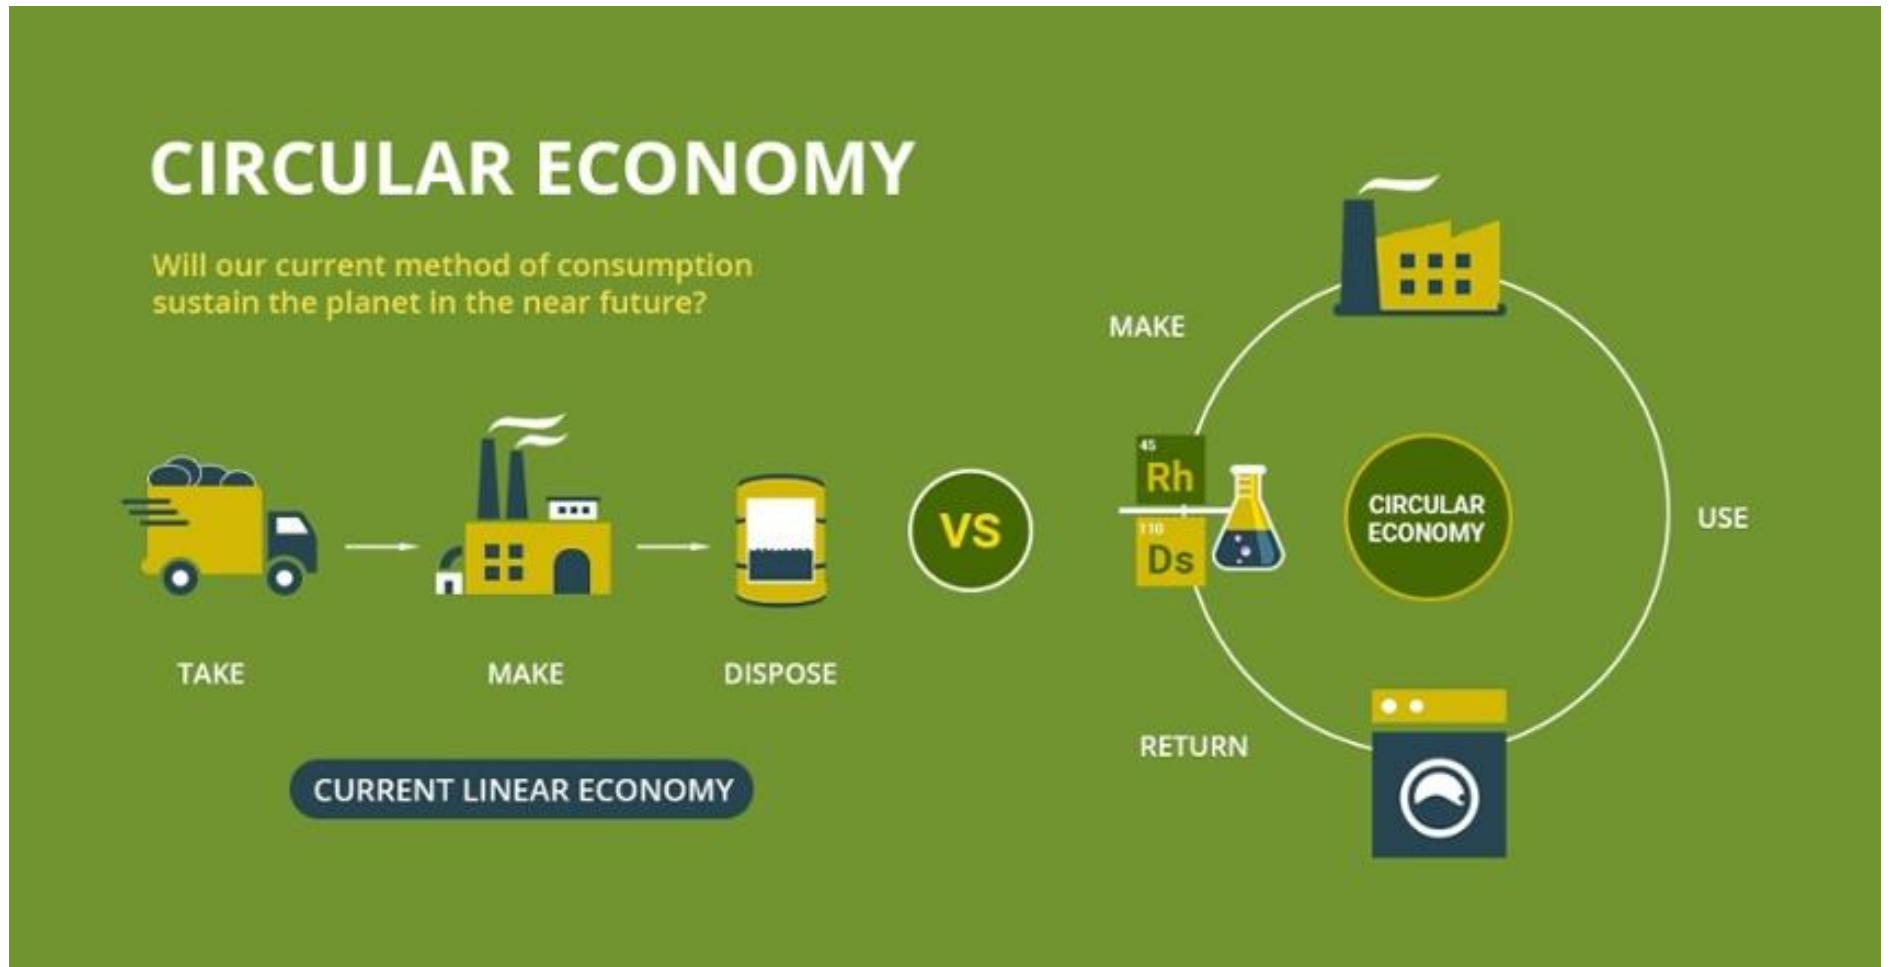 CIRCULAR ECONOMY
Will our current method of consumption
sustain the planet in the near future?
TAKE
MAKE
DISPOSE
CURRENT LINEAR ECONOMY
VS
MAKE
45
Rh
110
Ds
CIRCULAR
ECONOMY
USE
RETURN